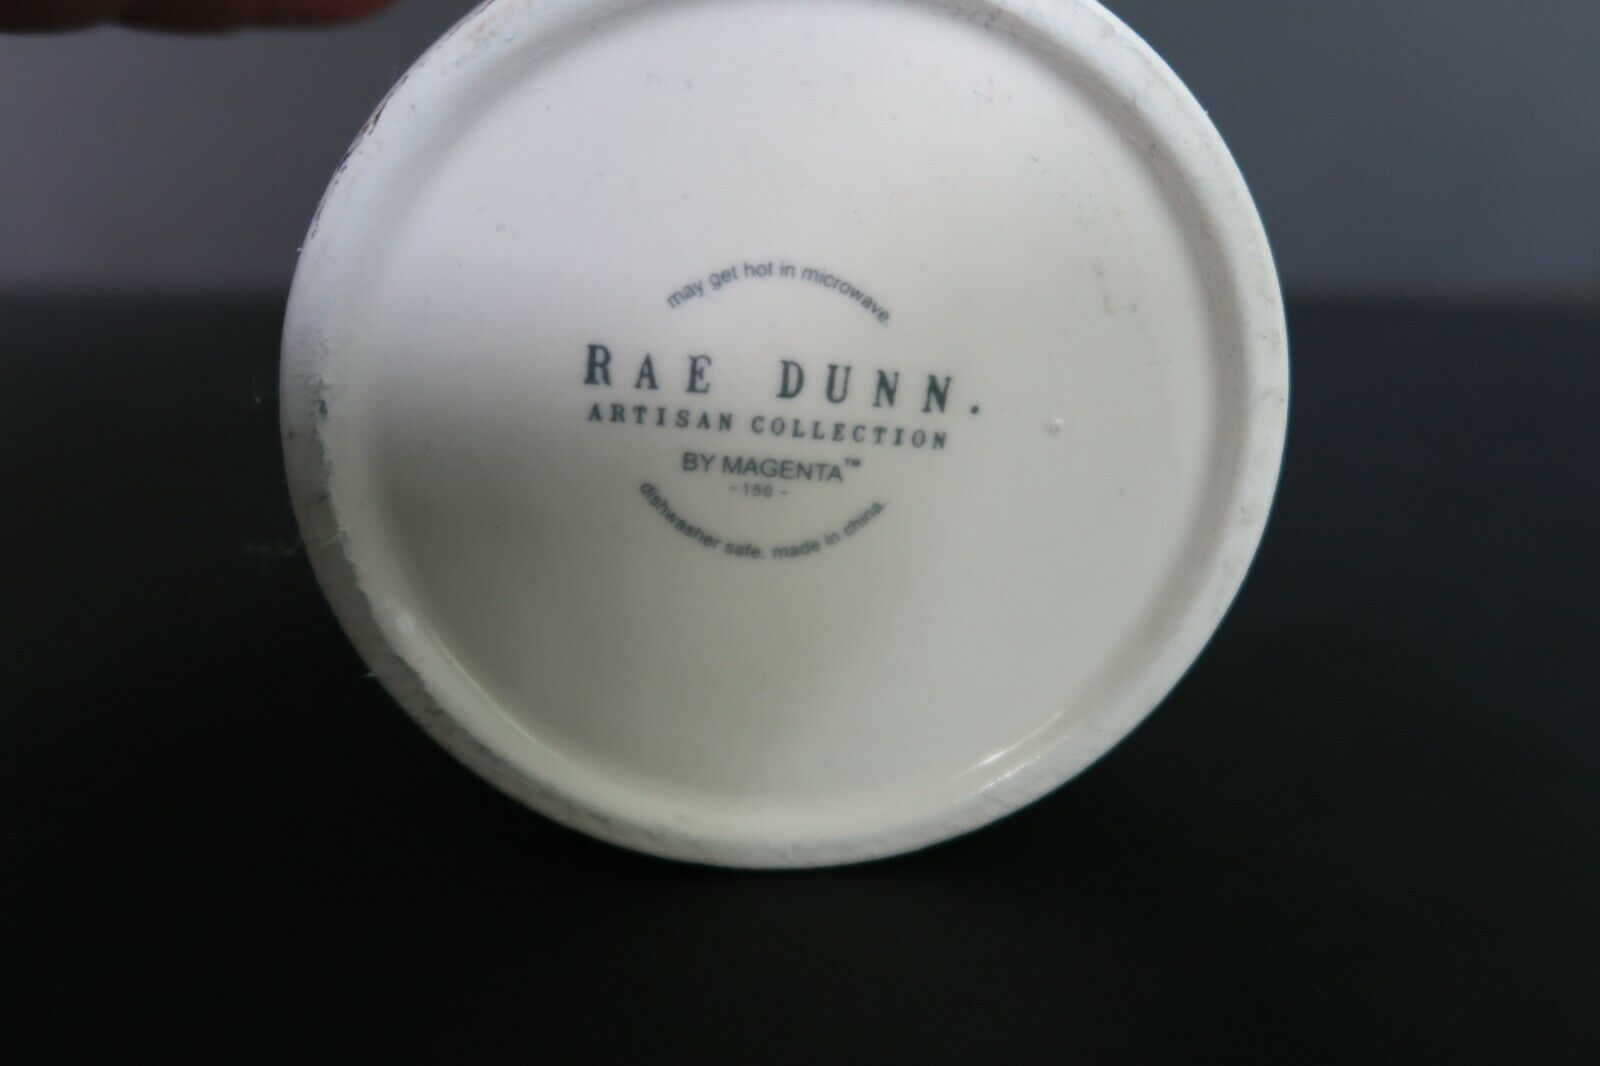 may get hot in microwave.
RAE DUNN.
ARTISAN COLLECTION
BY MAGENTA™
- 150 -
dishwasher safe. made in china.